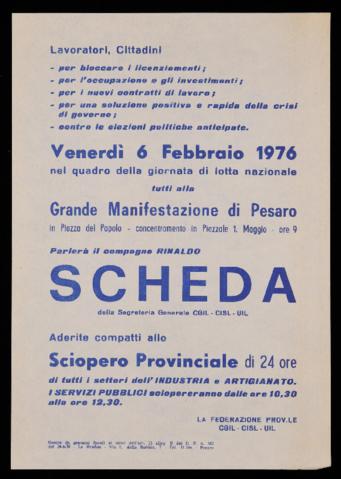 Lavoratori, Cittadini
- per bloccare i licenziamenti;
- per l'occupazione e gli investimenti;
- per i nuovi contratti di lavoro;
- per una soluzione positiva e rapida della crisi
di governo;
- contro le elezioni politiche anticipate.
Venerdì 6 Febbraio 1976
nel quadro della giornata di lotta nazionale
tutti alla
Grande Manifestazione di Pesaro
in Piazza del Popolo - concentramento in Piazzale 1. Maggio - ore 9
Parlerà il compagno RINALDO
SCHEDA
della Segreteria Generale CGIL - CISL - UIL
Aderite compatti allo
Sciopero Provinciale di 24 ore
di tutti i settori dell'INDUSTRIA e ARTIGIANATO.
I SERVIZI PUBBLICI sciopereranno dalle ore 10,30
alle ore 12,30.
LA FEDERAZIONE PROV.LE
CGIL - CISL - UIL